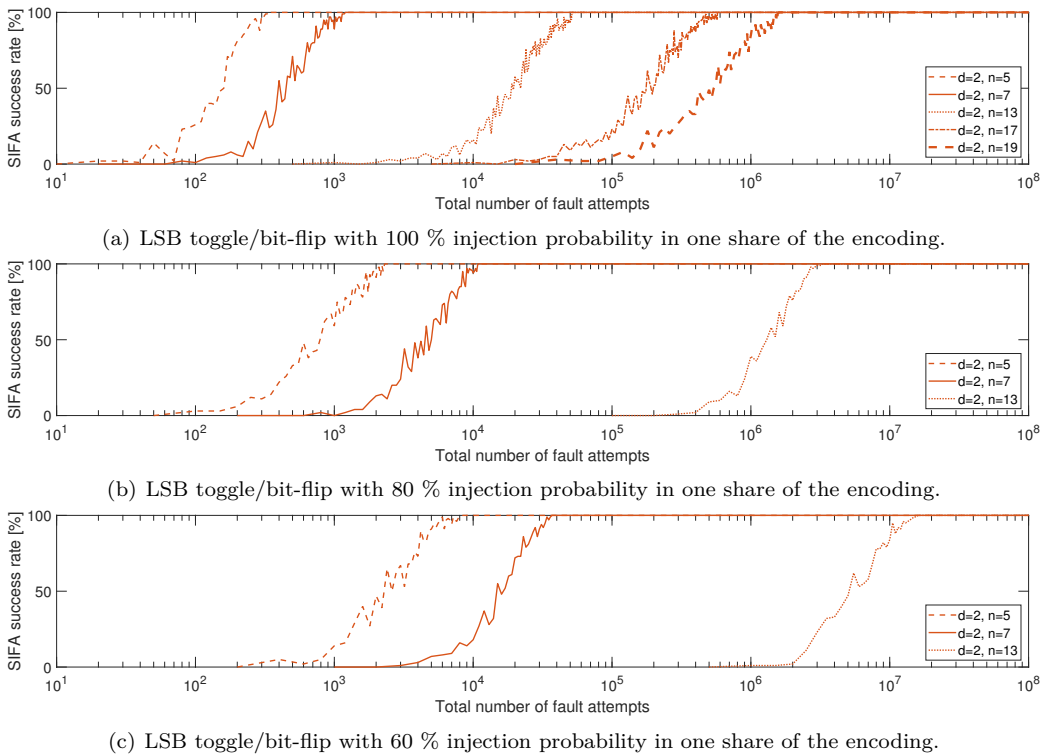 SIFA success rate [%]
100
50
0
d=2, n=5
d=2, n=7
d=2, n=13
d=2, n=17
d=2, n=19
10^1 10^2 10^3 10^4 10^5 10^6 10^7 10^8
Total number of fault attempts
(a) LSB toggle/bit-flip with 100 % injection probability in one share of the encoding.
SIFA success rate [%]
100
50
0
d=2, n=5
d=2, n=7
d=2, n=13
10^1 10^2 10^3 10^4 10^5 10^6 10^7 10^8
Total number of fault attempts
(b) LSB toggle/bit-flip with 80 % injection probability in one share of the encoding.
SIFA success rate [%]
100
50
0
d=2, n=5
d=2, n=7
d=2, n=13
10^1 10^2 10^3 10^4 10^5 10^6 10^7 10^8
Total number of fault attempts
(c) LSB toggle/bit-flip with 60 % injection probability in one share of the encoding.